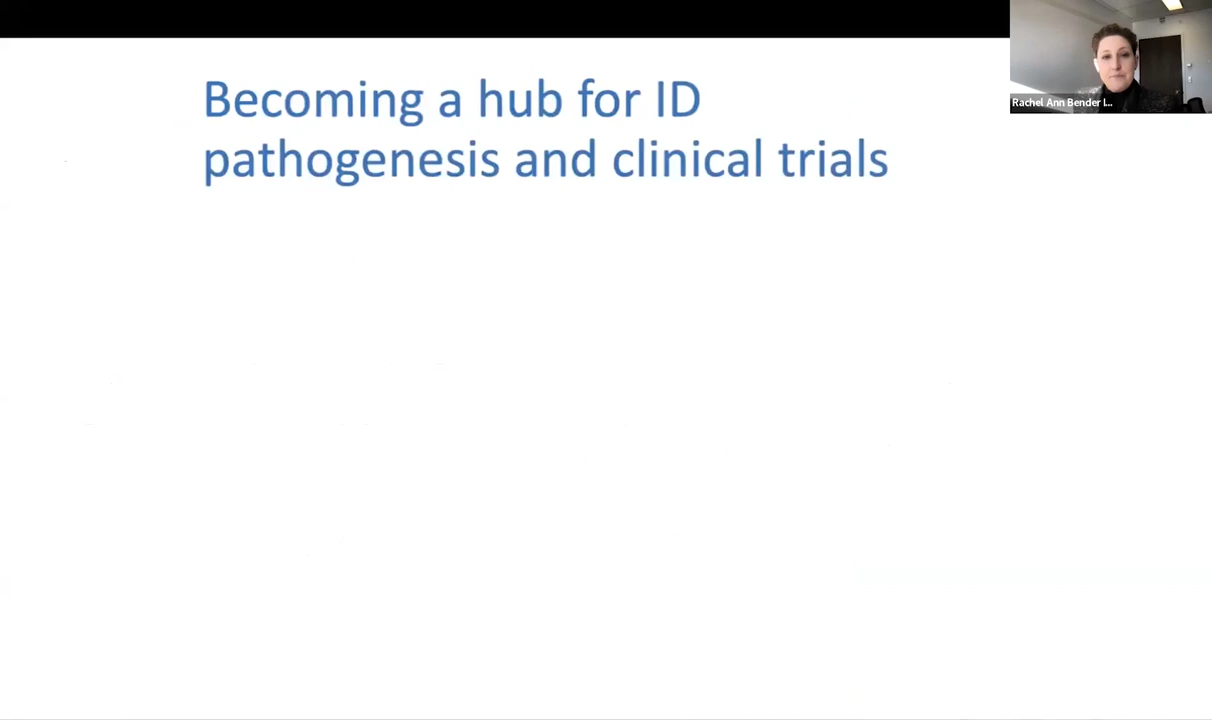 Becoming a hub for ID
pathogenesis and clinical trials
Rachel Ann Bender I...